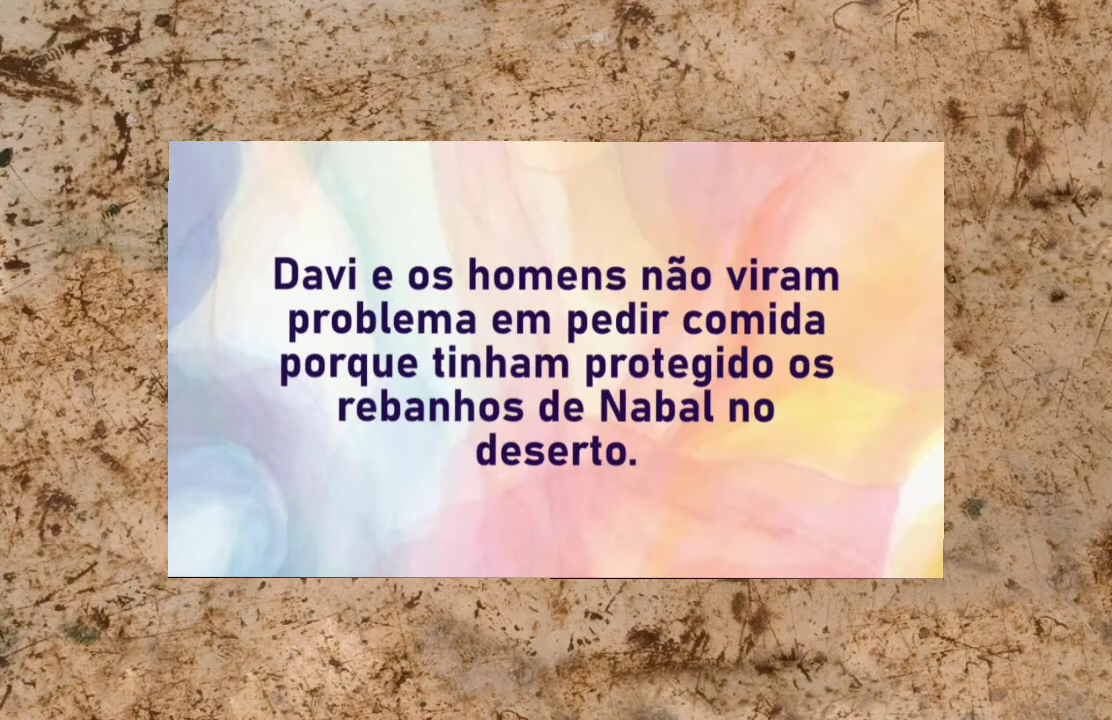 Davi e os homens não viram
problema em pedir comida
porque tinham protegido os
rebanhos de Nabal no
deserto.